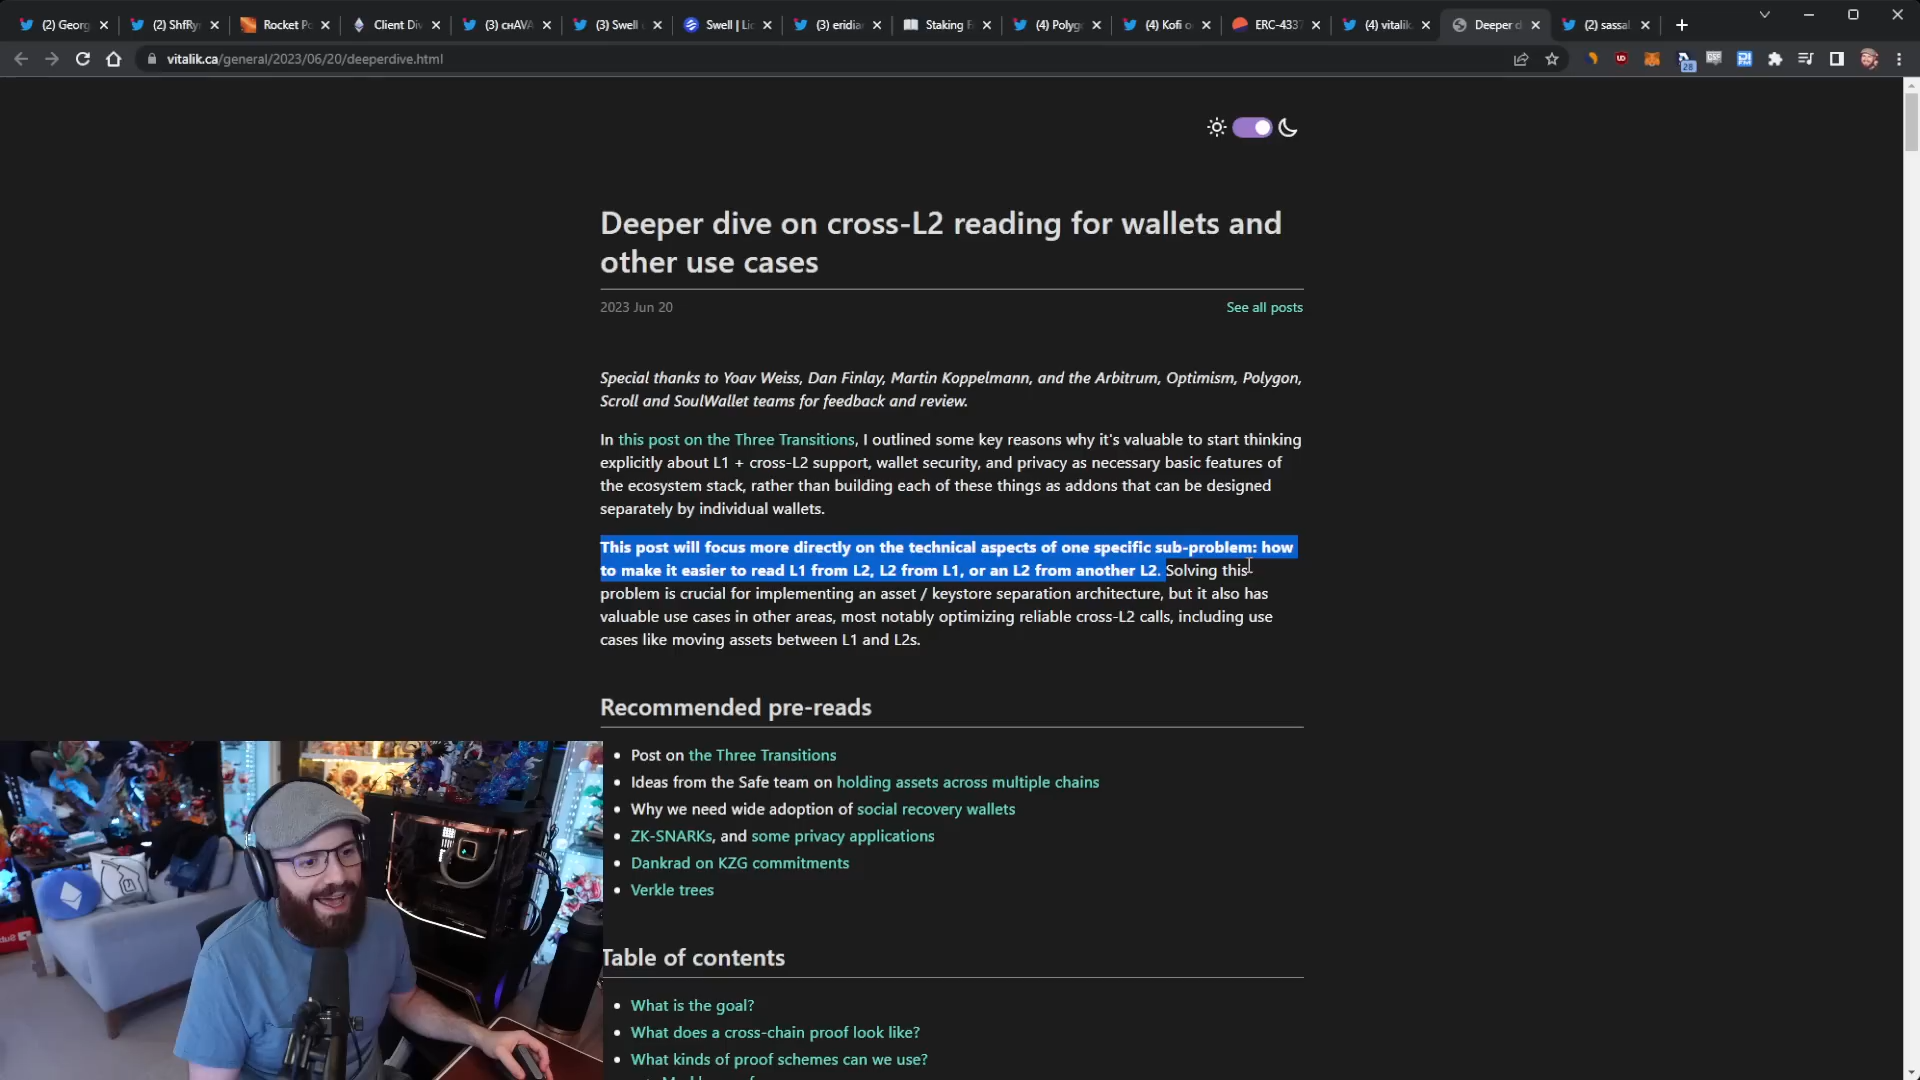 (2) Georg
(2) ShfRy
Rocket Po
Client Div
(3) cʜAVA
(3) Swell
Swell | Lic
(3) eridia
Staking F
(4) Polyg
(4) Kofi
ERC-4337
(4) vitalik
Deeper d
(2) sassal
vitalik.ca/general/2023/06/20/deeperdive.html
28
Deeper dive on cross-L2 reading for wallets and
other use cases
2023 Jun 20
See all posts
Special thanks to Yoav Weiss, Dan Finlay, Martin Koppelmann, and the Arbitrum, Optimism, Polygon,
Scroll and SoulWallet teams for feedback and review.
In this post on the Three Transitions, I outlined some key reasons why it's valuable to start thinking
explicitly about L1 + cross-L2 support, wallet security, and privacy as necessary basic features of
the ecosystem stack, rather than building each of these things as addons that can be designed
separately by individual wallets.
This post will focus more directly on the technical aspects of one specific sub-problem: how
to make it easier to read L1 from L2, L2 from L1, or an L2 from another L2. Solving this
problem is crucial for implementing an asset / keystore separation architecture, but it also has
valuable use cases in other areas, most notably optimizing reliable cross-L2 calls, including use
cases like moving assets between L1 and L2s.
Recommended pre-reads
Post on the Three Transitions
Ideas from the Safe team on holding assets across multiple chains
Why we need wide adoption of social recovery wallets
ZK-SNARKs, and some privacy applications
Dankrad on KZG commitments
Verkle trees
Table of contents
What is the goal?
What does a cross-chain proof look like?
What kinds of proof schemes can we use?